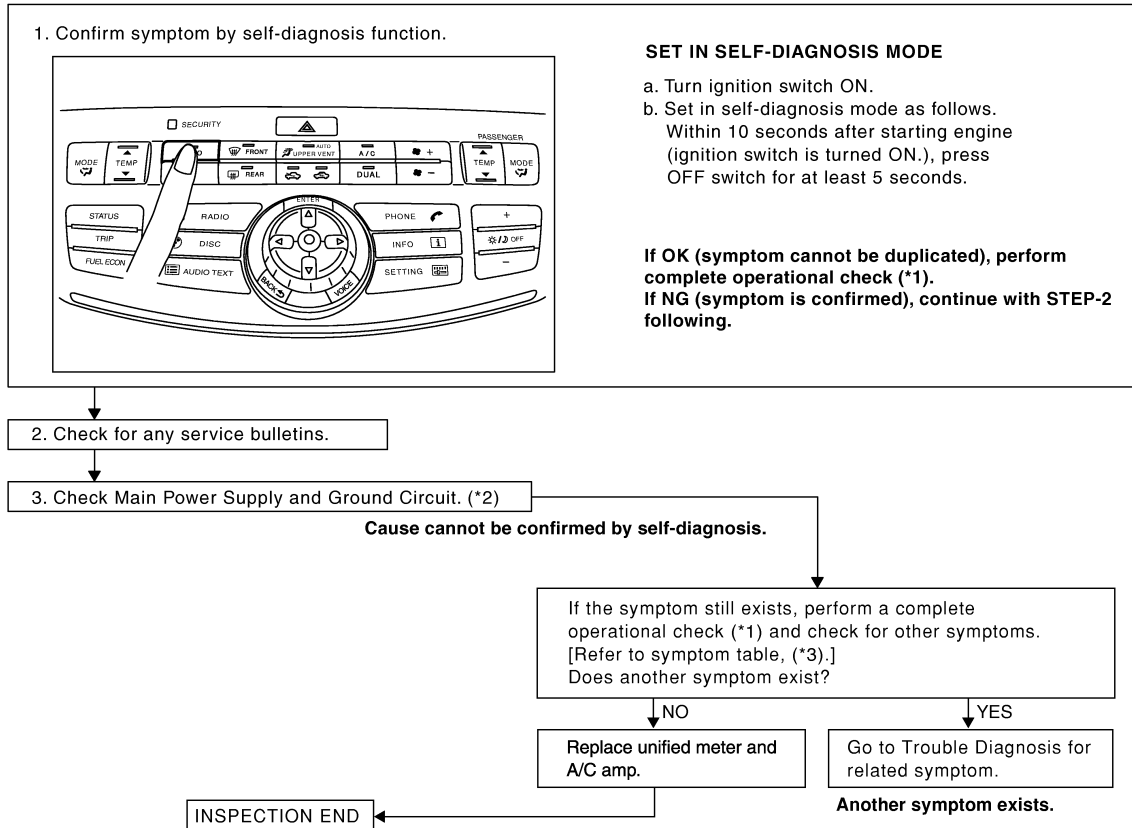 1. Confirm symptom by self-diagnosis function.
SECURITY
PASSENGER
MODE
TEMP
FRONT
AUTO
UPPER VENT
A/C
+
TEMP
MODE
REAR
DUAL
−
STATUS
RADIO
ENTER
PHONE
+
TRIP
DISC
INFO
i
OFF
FUEL ECON
AUDIO TEXT
BACK
VOICE
SETTING
−
SET IN SELF-DIAGNOSIS MODE
a. Turn ignition switch ON.
b. Set in self-diagnosis mode as follows.
Within 10 seconds after starting engine
(ignition switch is turned ON.), press
OFF switch for at least 5 seconds.
If OK (symptom cannot be duplicated), perform
complete operational check (*1).
If NG (symptom is confirmed), continue with STEP-2
following.
2. Check for any service bulletins.
3. Check Main Power Supply and Ground Circuit. (*2)
Cause cannot be confirmed by self-diagnosis.
If the symptom still exists, perform a complete
operational check (*1) and check for other symptoms.
[Refer to symptom table, (*3).]
Does another symptom exist?
NO
YES
Replace unified meter and
A/C amp.
Go to Trouble Diagnosis for
related symptom.
Another symptom exists.
INSPECTION END